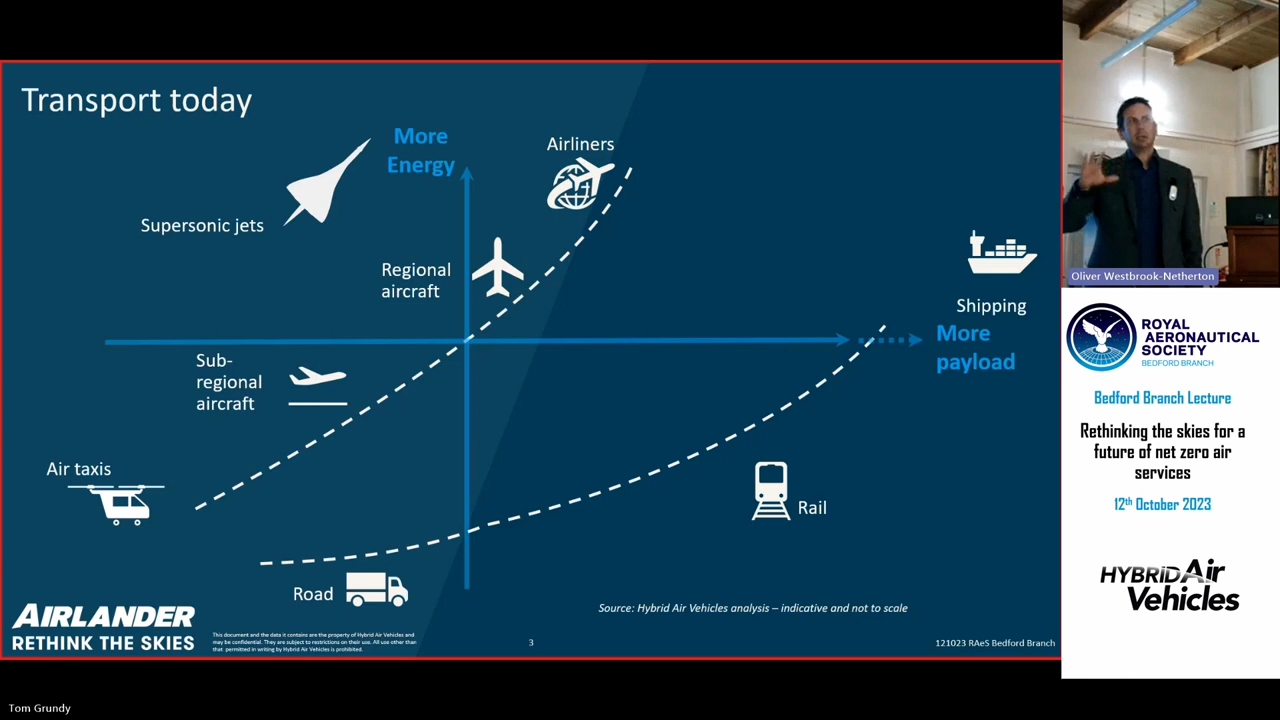 Transport today
More
Energy
Airliners
Supersonic jets
Regional
aircraft
Shipping
More
payload
Sub-
regional
aircraft
Air taxis
Rail
Road
Source: Hybrid Air Vehicles analysis – indicative and not to scale
AIRLANDER
RETHINK THE SKIES
This document and the data it contains are the property of Hybrid Air Vehicles and
may be confidential. They are subject to restrictions on their use. All use other than
that permitted in writing by Hybrid Air Vehicles is prohibited.
3
121023 RAeS Bedford Branch
Oliver Westbrook-Netherton
ROYAL
AERONAUTICAL
SOCIETY
BEDFORD BRANCH
Bedford Branch Lecture
Rethinking the skies for a
future of net zero air
services
12th October 2023
HYBRID Air
Vehicles
Tom Grundy